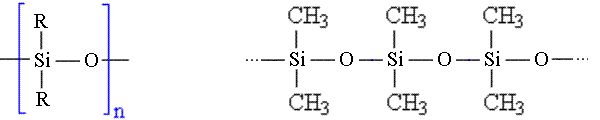 R
Si O
R
n
CH3 CH3 CH3
Si O Si O Si O
CH3 CH3 CH3